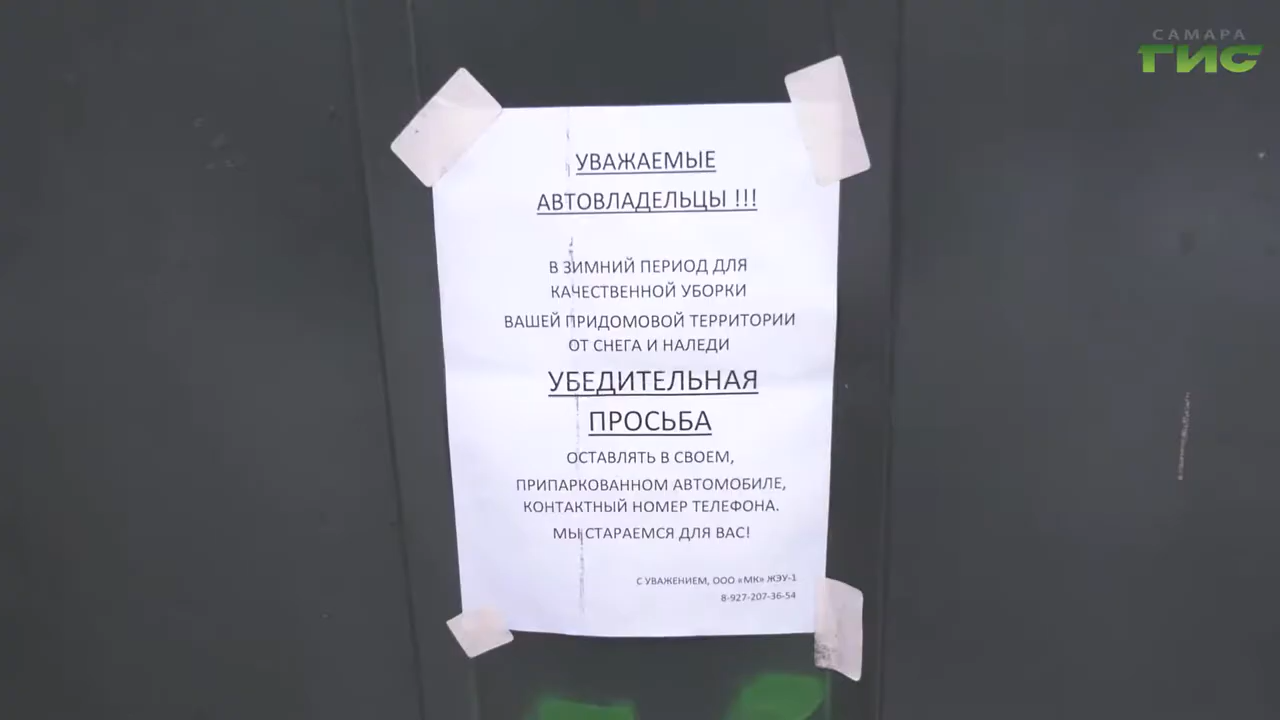 САМАРА
ГИС
УВАЖАЕМЫЕ
АВТОВЛАДЕЛЬЦЫ !!!
В ЗИМНИЙ ПЕРИОД ДЛЯ
КАЧЕСТВЕННОЙ УБОРКИ
ВАШЕЙ ПРИДОМОВОЙ ТЕРРИТОРИИ
ОТ СНЕГА И НАЛЕДИ
УБЕДИТЕЛЬНАЯ
ПРОСЬБА
ОСТАВЛЯТЬ В СВОЕМ,
ПРИПАРКОВАННОМ АВТОМОБИЛЕ,
КОНТАКТНЫЙ НОМЕР ТЕЛЕФОНА.
МЫ СТАРАЕМСЯ ДЛЯ ВАС!
С УВАЖЕНИЕМ, ООО «МК» ЖЭУ-1
8-927-207-36-54